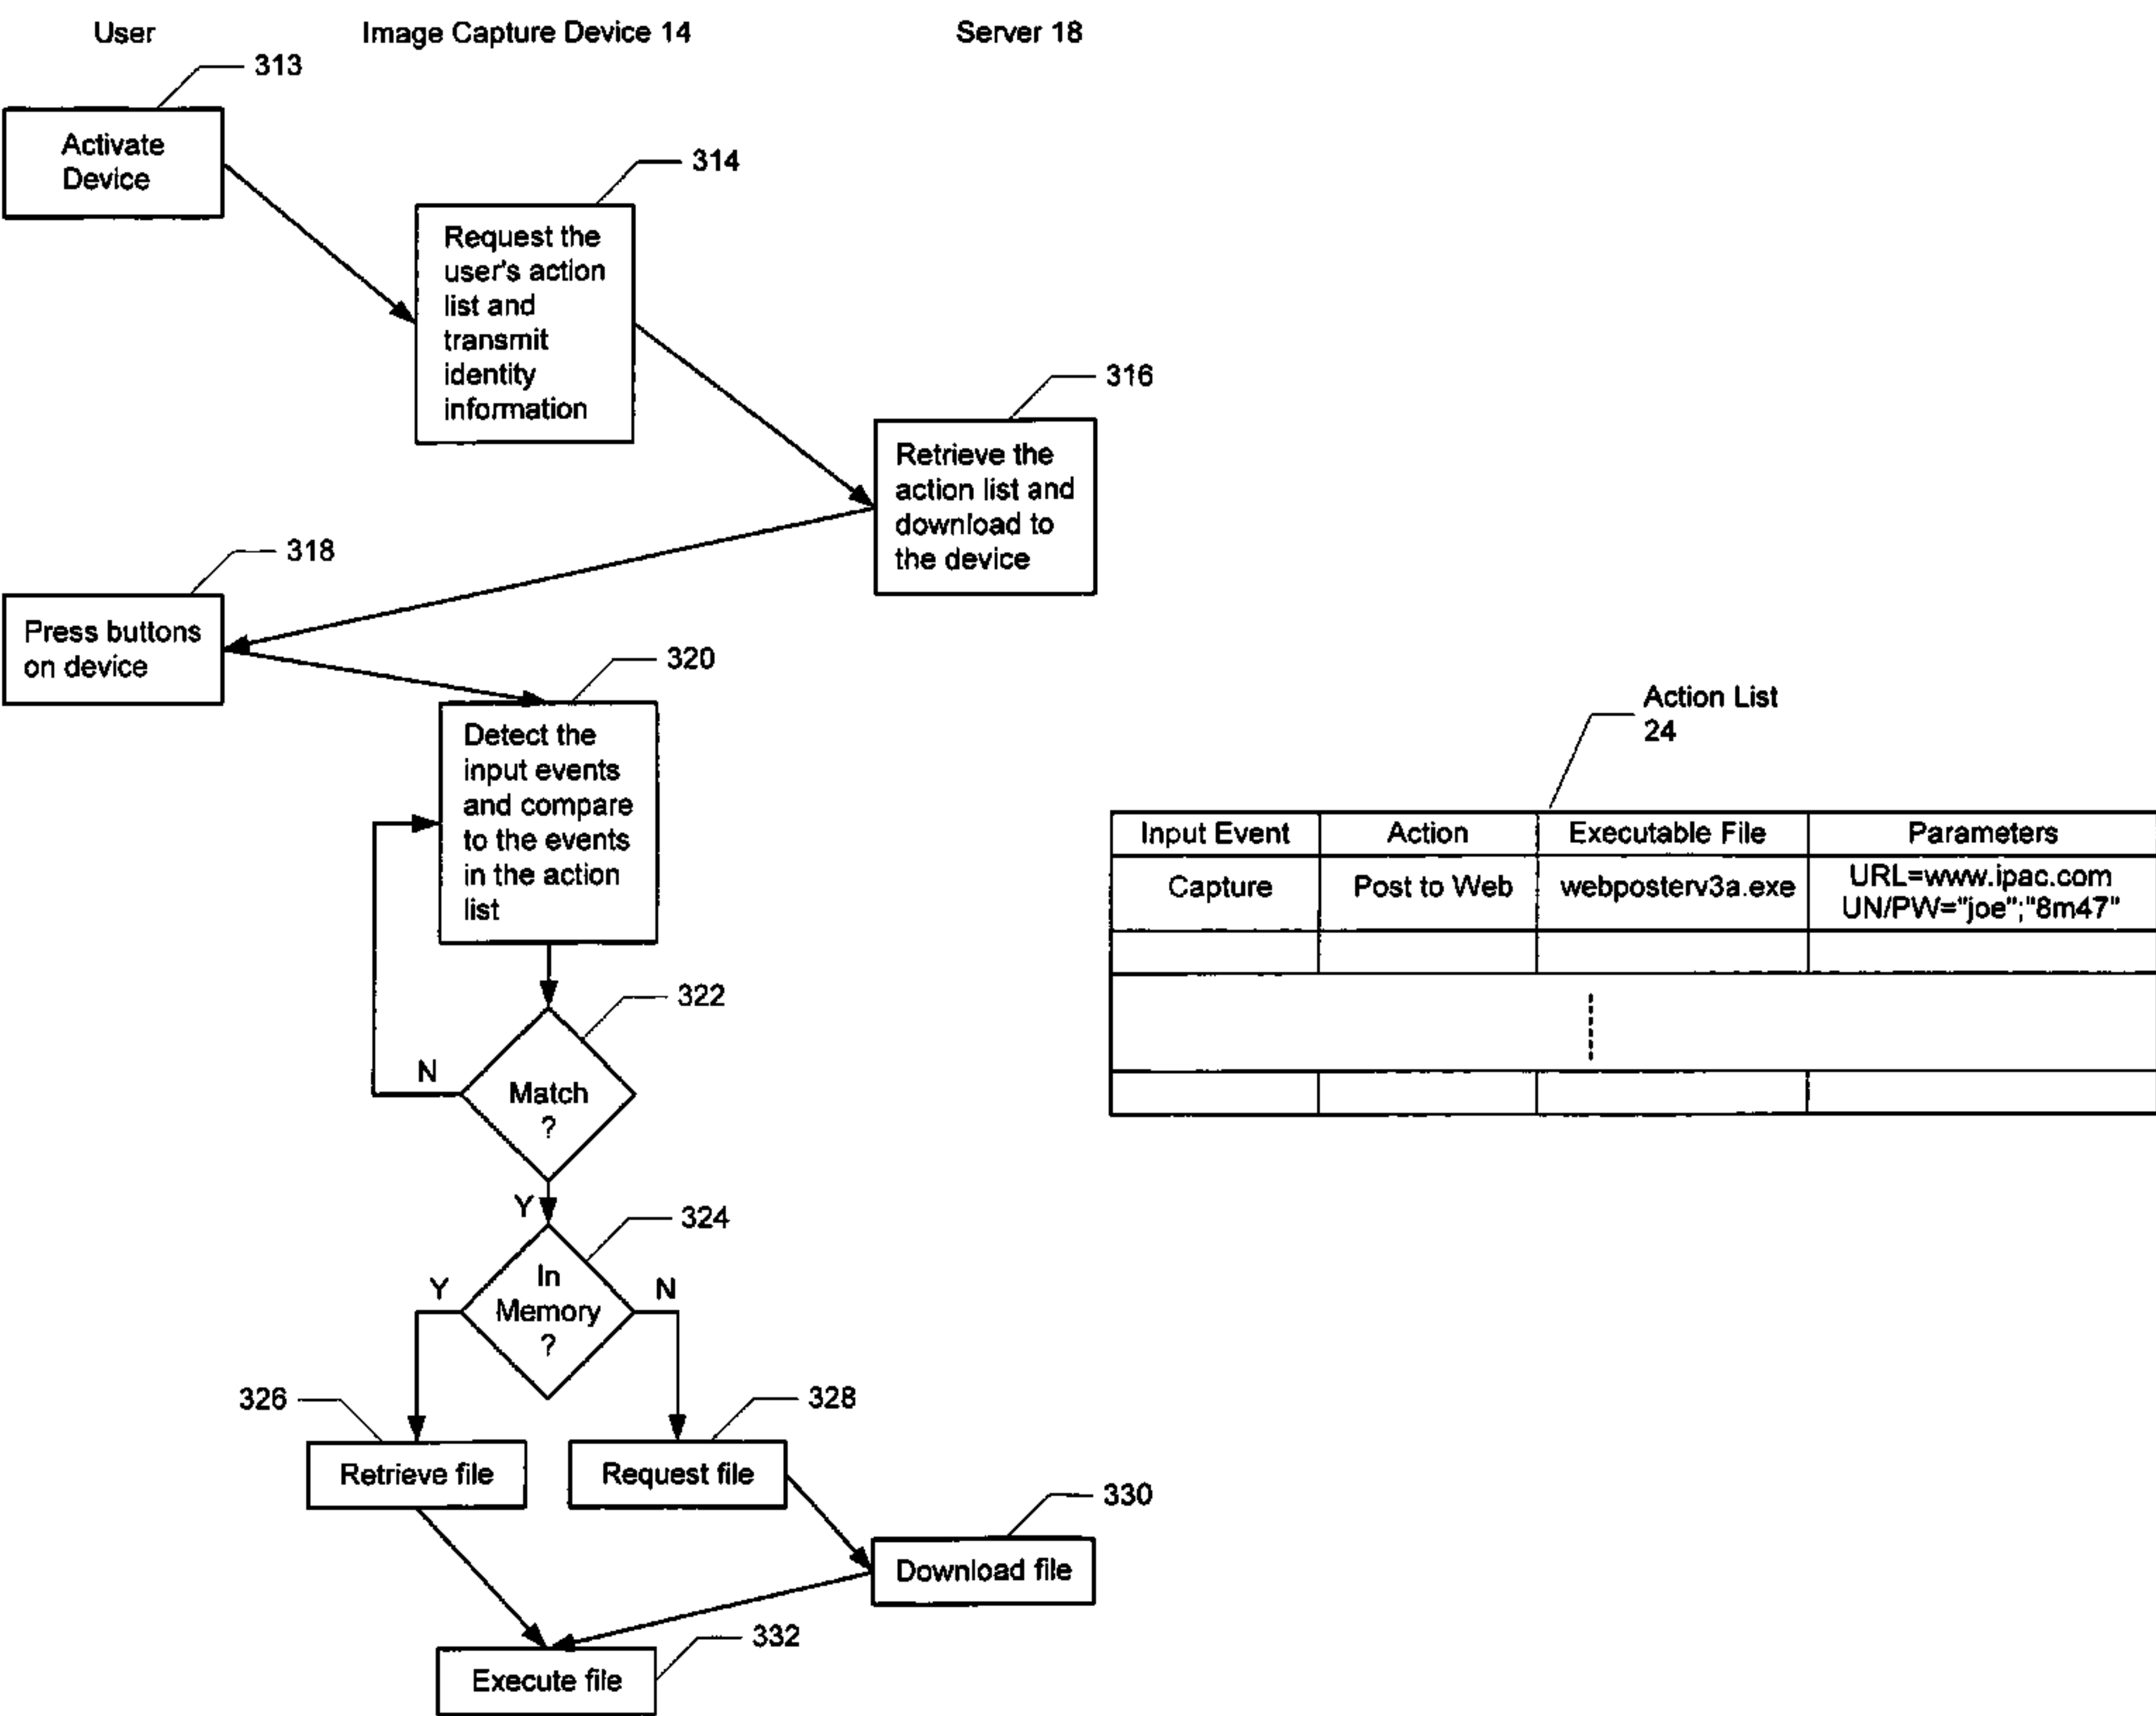 User
Image Capture Device 14
Server 18
313
Activate
Device
314
Request the
user's action
list and
transmit
identity
information
316
Retrieve the
action list and
download to
the device
318
Press buttons
on device
320
Detect the
input events
and compare
to the events
in the action
list
Action List
24
Input Event
Action
Executable File
Parameters
Capture
Post to Web
webposterv3a.exe
URL=www.ipac.com
UN/PW="joe";"8m47"
322
N
Match
?
Y
324
Y
In
Memory
?
N
326
328
Retrieve file
Request file
330
Download file
332
Execute file